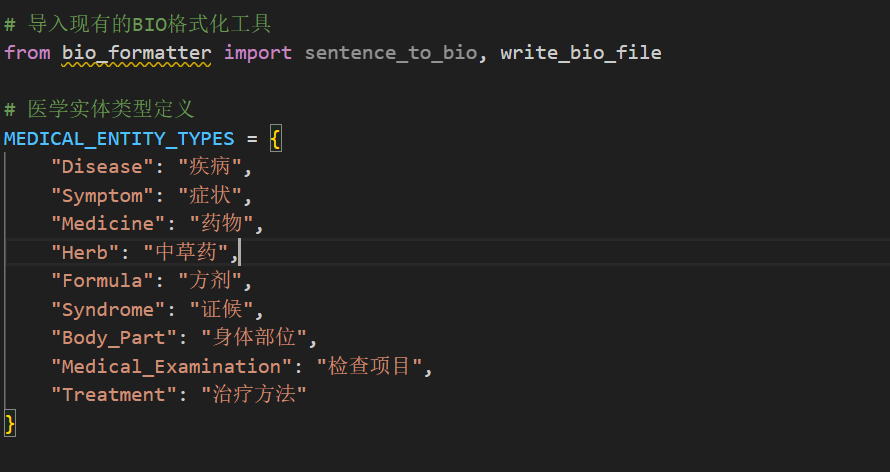 # 导入现有的BIO格式化工具
from bio_formatter import sentence_to_bio, write_bio_file
# 医学实体类型定义
MEDICAL_ENTITY_TYPES = {
    "Disease": "疾病",
    "Symptom": "症状",
    "Medicine": "药物",
    "Herb": "中草药",
    "Formula": "方剂",
    "Syndrome": "证候",
    "Body_Part": "身体部位",
    "Medical_Examination": "检查项目",
    "Treatment": "治疗方法"
}